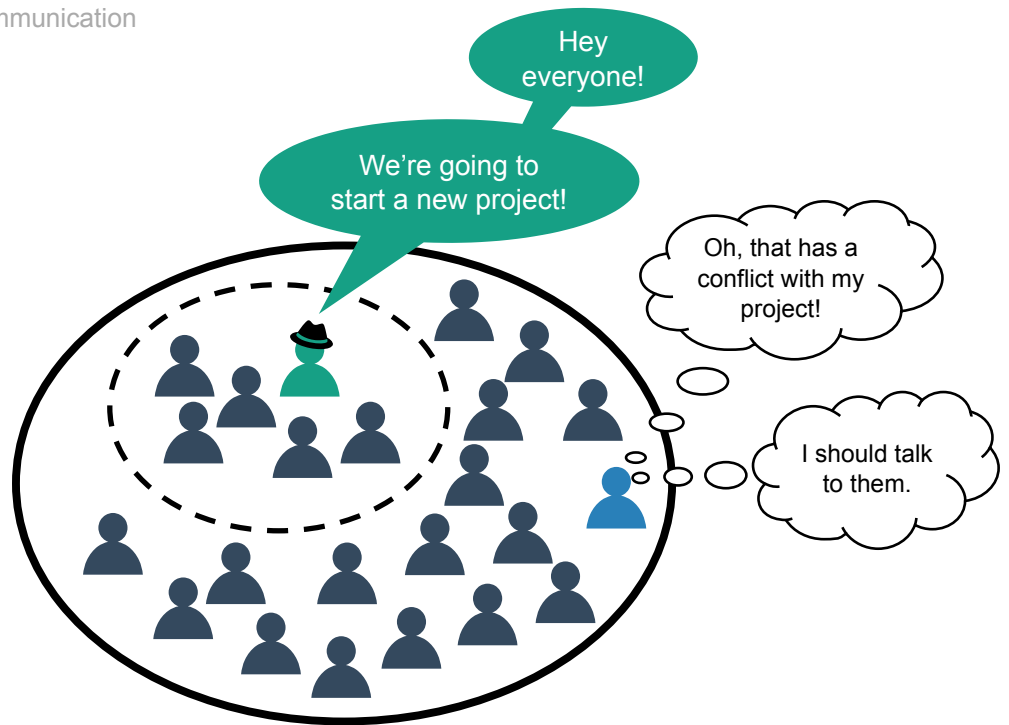 mmunication
Hey
everyone!
We’re going to
start a new project!
Oh, that has a
conflict with my
project!
I should talk
to them.